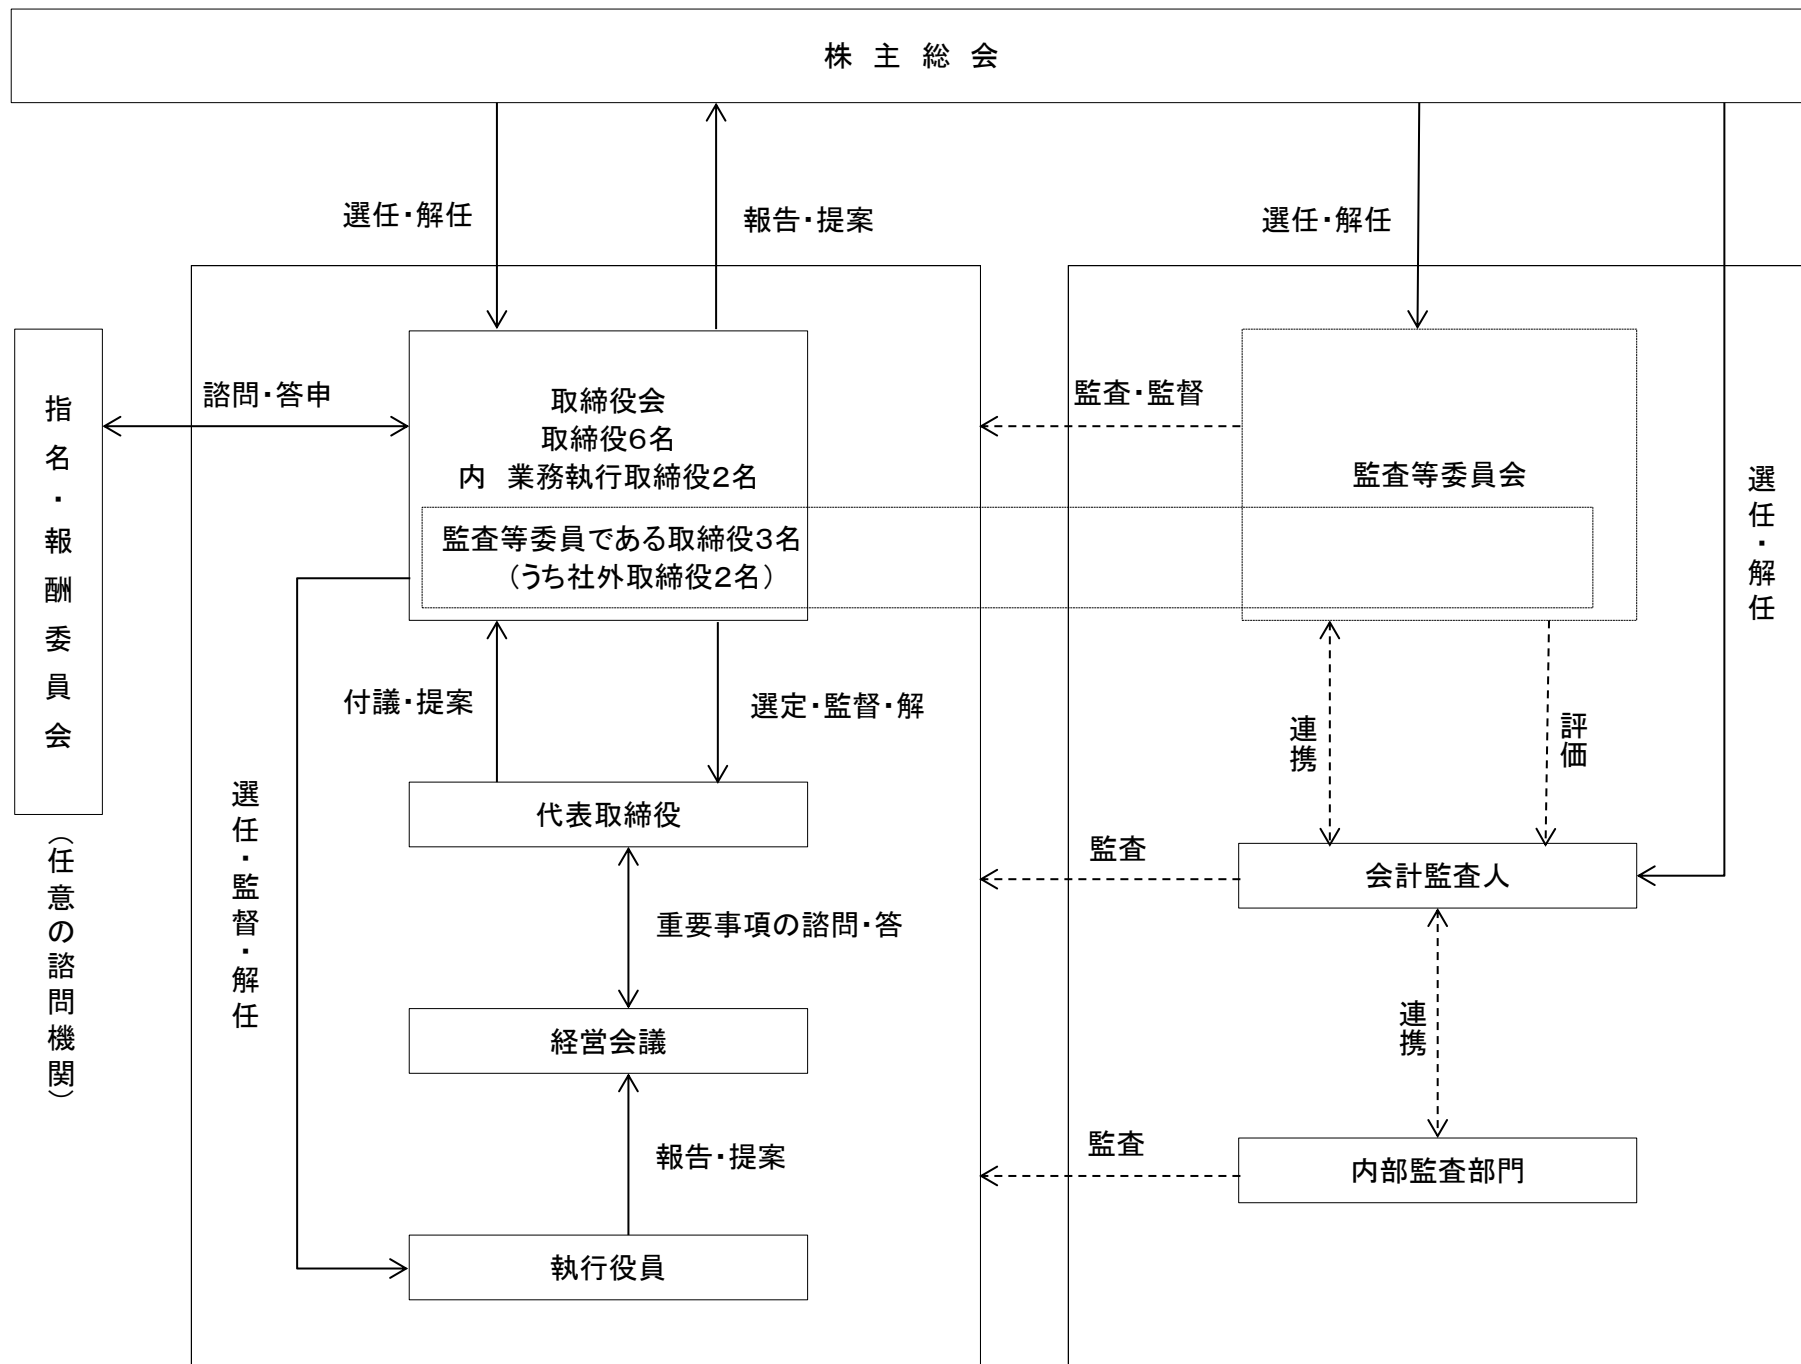 株主総会
選任・解任
報告・提案
選任・解任
指名・報酬委員会
(任意の諮問機関)
諮問・答申
取締役会
取締役6名
内　業務執行取締役2名
監査等委員である取締役3名
(うち社外取締役2名)
監査・監督
監査等委員会
選任・解任
付議・提案
選定・監督・解
連携
評価
選任・監督・解任
代表取締役
監査
会計監査人
重要事項の諮問・答
経営会議
連携
報告・提案
監査
内部監査部門
執行役員